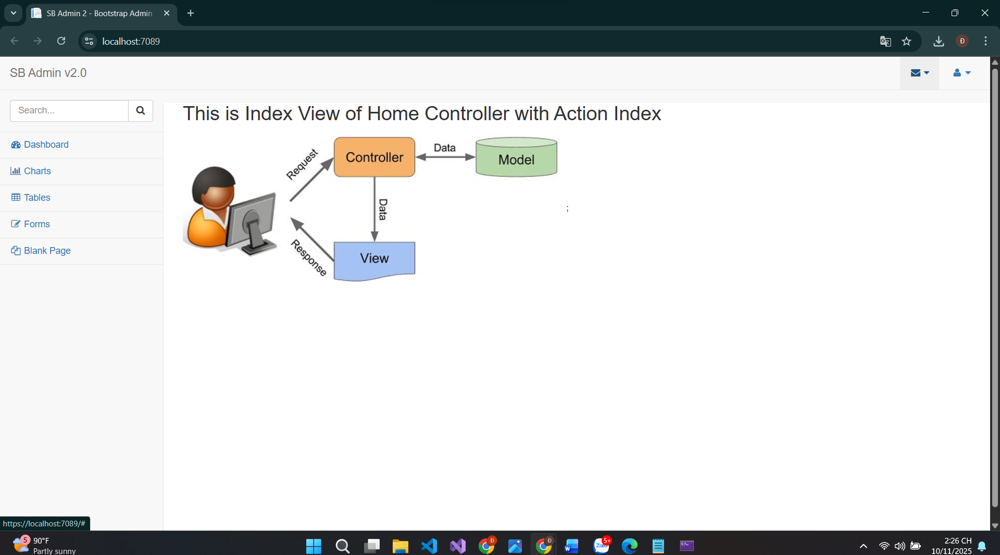 SB Admin 2 - Bootstrap Admin
localhost:7089
Đ
SB Admin v2.0
Search...
Dashboard
Charts
Tables
Forms
Blank Page
This is Index View of Home Controller with Action Index
Request
Controller
Data
Model
Data
;
Response
View
https://localhost:7089/#
5
90°F
Partly sunny
Đ
Đ
W
Zalo
5+
C:\_
2:26 CH
10/11/2025